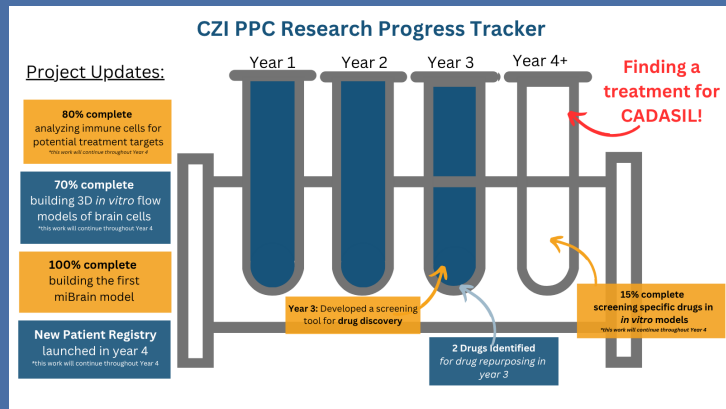 CZI PPC Research Progress Tracker
Project Updates:
80% complete
analyzing immune cells for
potential treatment targets
*this work will continue throughout Year 4
70% complete
building 3D in vitro flow
models of brain cells
*this work will continue throughout Year 4
100% complete
building the first
miBrain model
New Patient Registry
launched in year 4
*this work will continue throughout Year 4
Year 1
Year 2
Year 3
Year 4+
Finding a
treatment for
CADASIL!
Year 3: Developed a screening
tool for drug discovery
2 Drugs Identified
for drug repurposing in
year 3
15% complete
screening specific drugs in
in vitro models
*this work will continue throughout Year 4